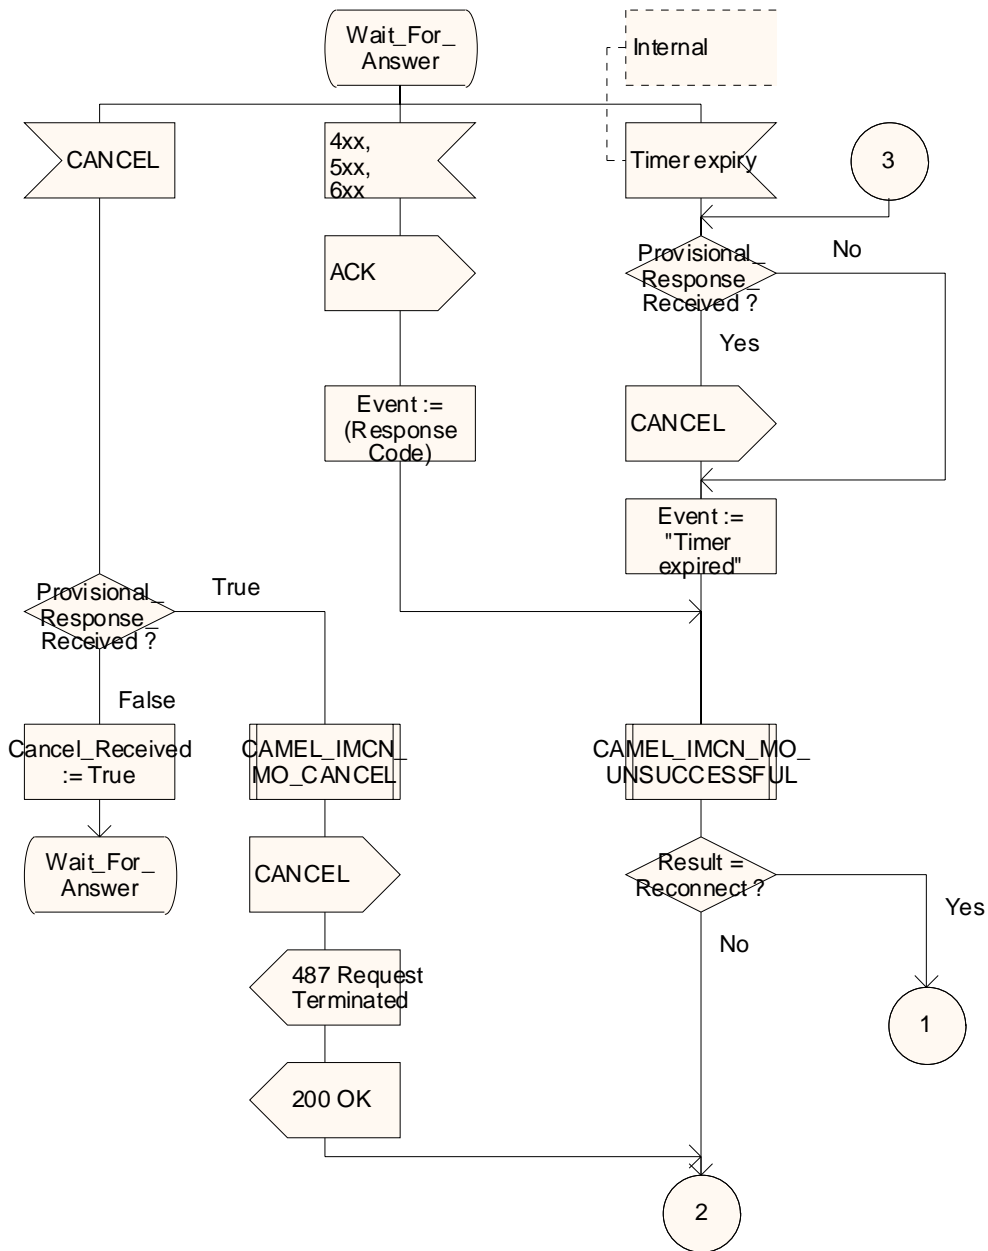 Wait_For_
Answer
Internal
CANCEL
4xx,
5xx,
6xx
Timer expiry
3
ACK
Provisional_
Response_
Received ?
No
Yes
Event :=
(Response
Code)
CANCEL
Event :=
"Timer
expired"
Provisional_
Response_
Received ?
True
False
Cancel_Received
:= True
CAMEL_IMCN_
MO_CANCEL
CAMEL_IMCN_MO_
UNSUCCESSFUL
Wait_For_
Answer
CANCEL
Result =
Reconnect ?
Yes
No
487 Request
Terminated
1
200 OK
2